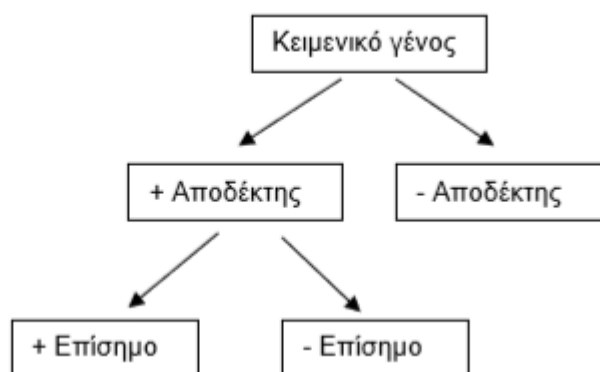 Κειμενικό γένος
+ Αποδέκτης
- Αποδέκτης
+ Επίσημο
- Επίσημο